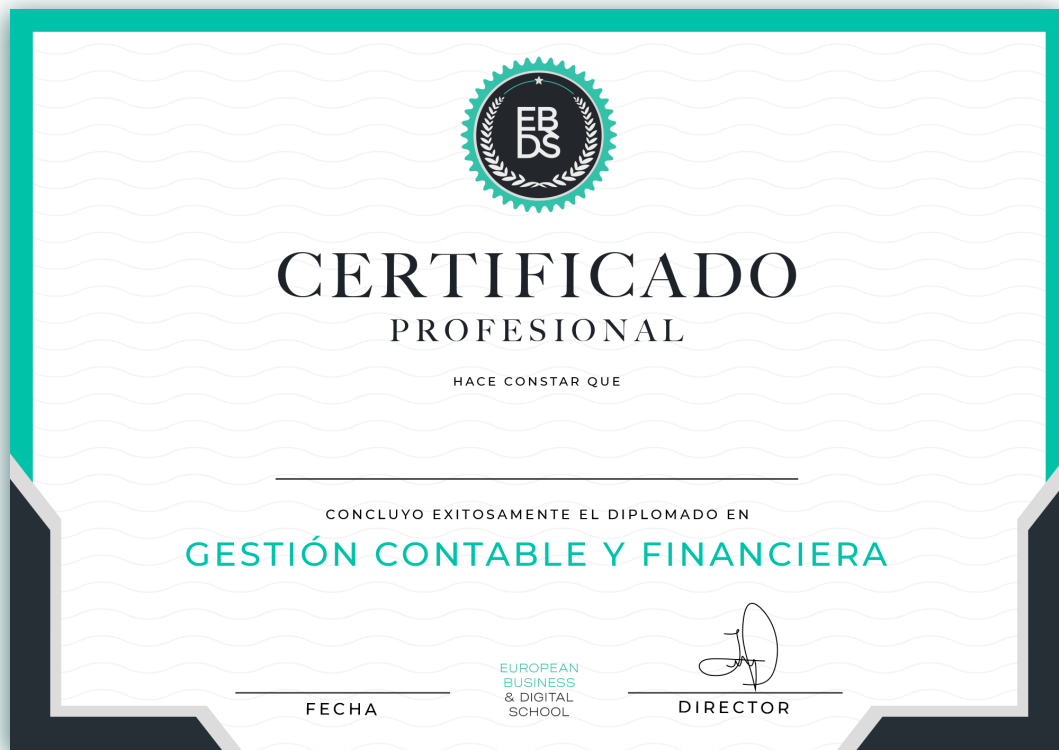 EB
DS
CERTIFICADO
PROFESIONAL
HACE CONSTAR QUE
CONCLUYO EXITOSAMENTE EL DIPLOMADO EN
GESTIÓN CONTABLE Y FINANCIERA
FECHA
EUROPEAN
BUSINESS
& DIGITAL
SCHOOL
DIRECTOR